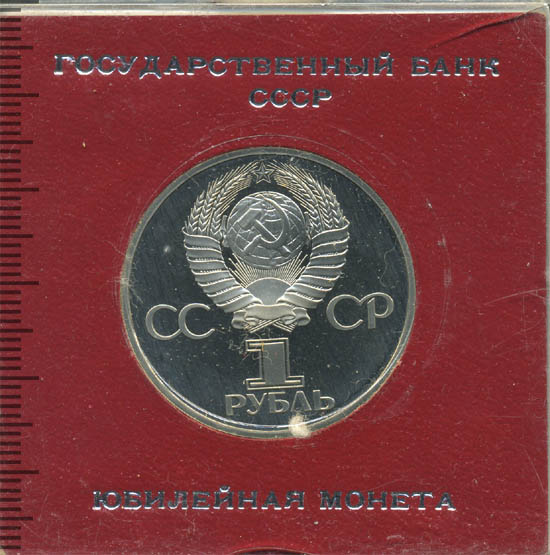 ГОСУДАРСТВЕННЫЙ БАНК
СССР
СС СР
1
РУБЛЬ
ЮБИЛЕЙНАЯ МОНЕТА